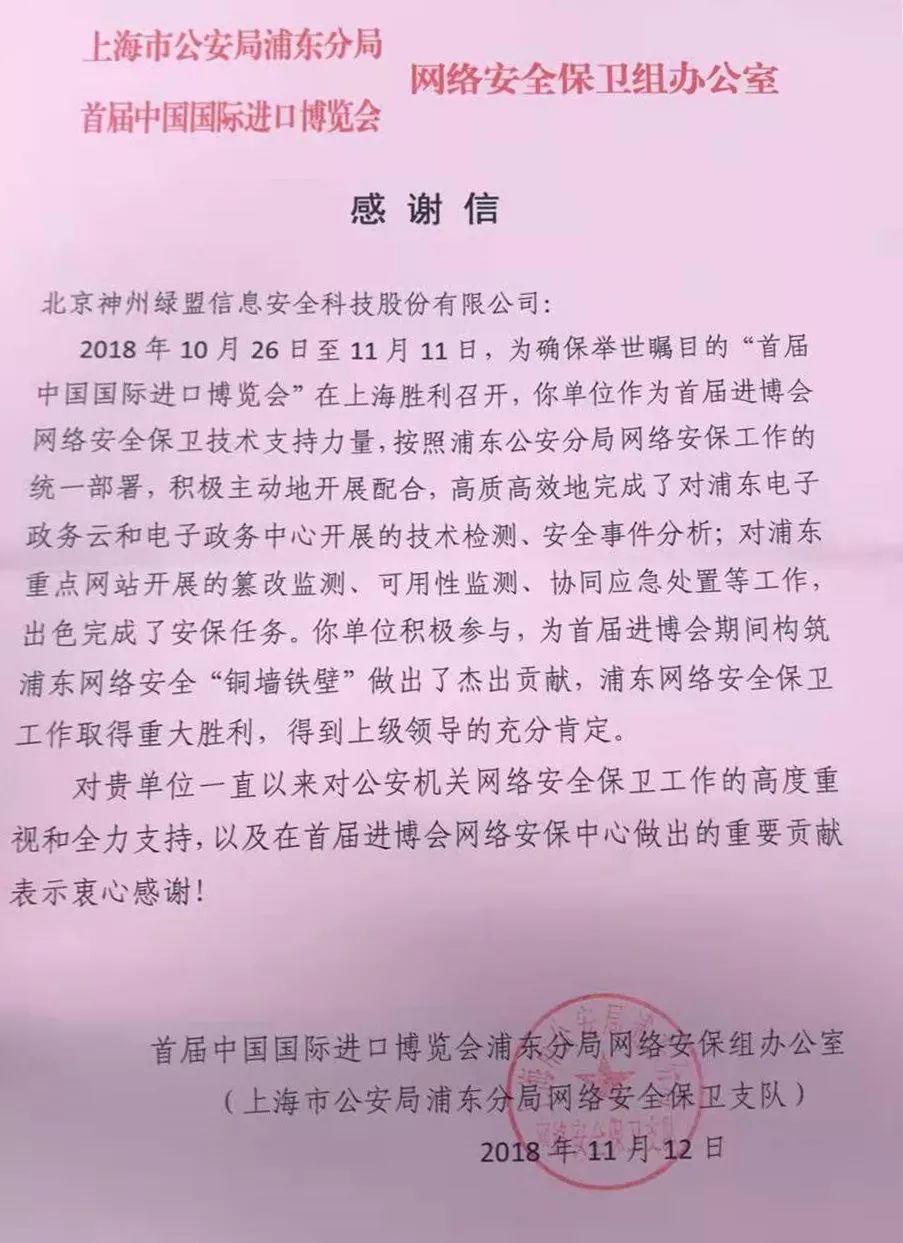 上海市公安局浦东分局
首届中国国际进口博览会
网络安全保卫组办公室
感谢信
北京神州绿盟信息安全科技股份有限公司：
2018 年 10 月 26 日至 11 月 11 日，为确保举世瞩目的“首届
中国国际进口博览会”在上海胜利召开，你单位作为首届进博会
网络安全保卫技术支持力量，按照浦东公安分局网络安保工作的
统一部署，积极主动地开展配合，高质高效地完成了对浦东电子
政务云和电子政务中心开展的技术检测、安全事件分析；对浦东
重点网站开展的篡改监测、可用性监测、协同应急处置等工作，
出色完成了安保任务。你单位积极参与，为首届进博会期间构筑
浦东网络安全“铜墙铁壁”做出了杰出贡献，浦东网络安全保卫
工作取得重大胜利，得到上级领导的充分肯定。
对贵单位一直以来对公安机关网络安全保卫工作的高度重
视和全力支持，以及在首届进博会网络安保中心做出的重要贡献
表示衷心感谢！
首届中国国际进口博览会浦东分局网络安保组办公室
（上海市公安局浦东分局网络安全保卫支队）
2018 年 11 月 12 日
网络安全保卫支队